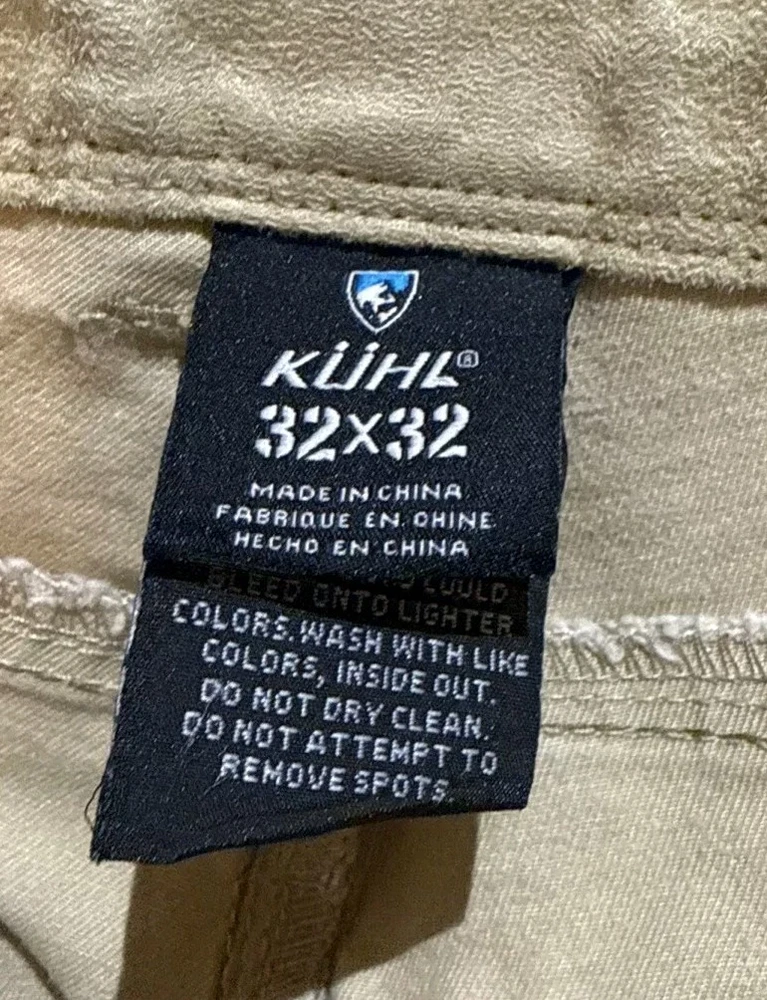 KÜHL®
32X32
MADE IN CHINA
FABRIQUE EN CHINE
HECHO EN CHINA
COULD
BLEED ONTO LIGHTER
COLORS. WASH WITH LIKE
COLORS, INSIDE OUT.
DO NOT DRY CLEAN.
DO NOT ATTEMPT TO
REMOVE SPOTS.